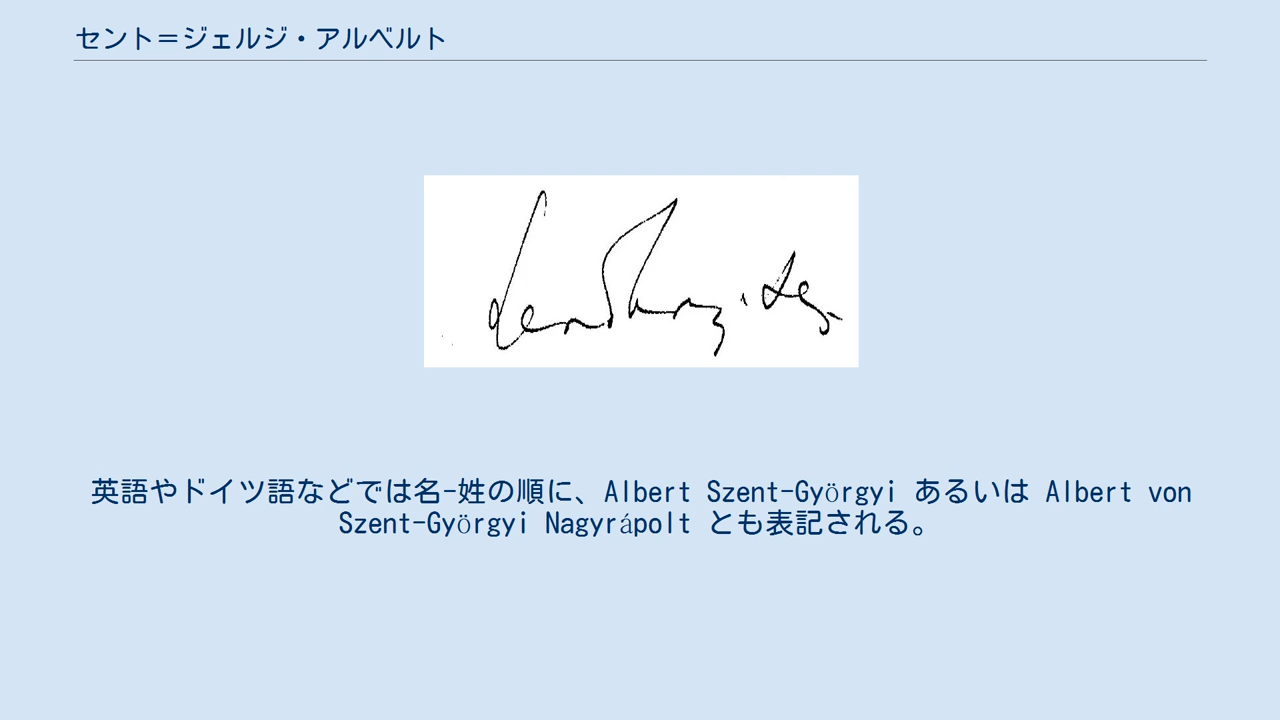 セント＝ジェルジ・アルベルト
英語やドイツ語などでは名-姓の順に、Albert Szent-Györgyi あるいは Albert von
Szent-Györgyi Nagyrápolt とも表記される。